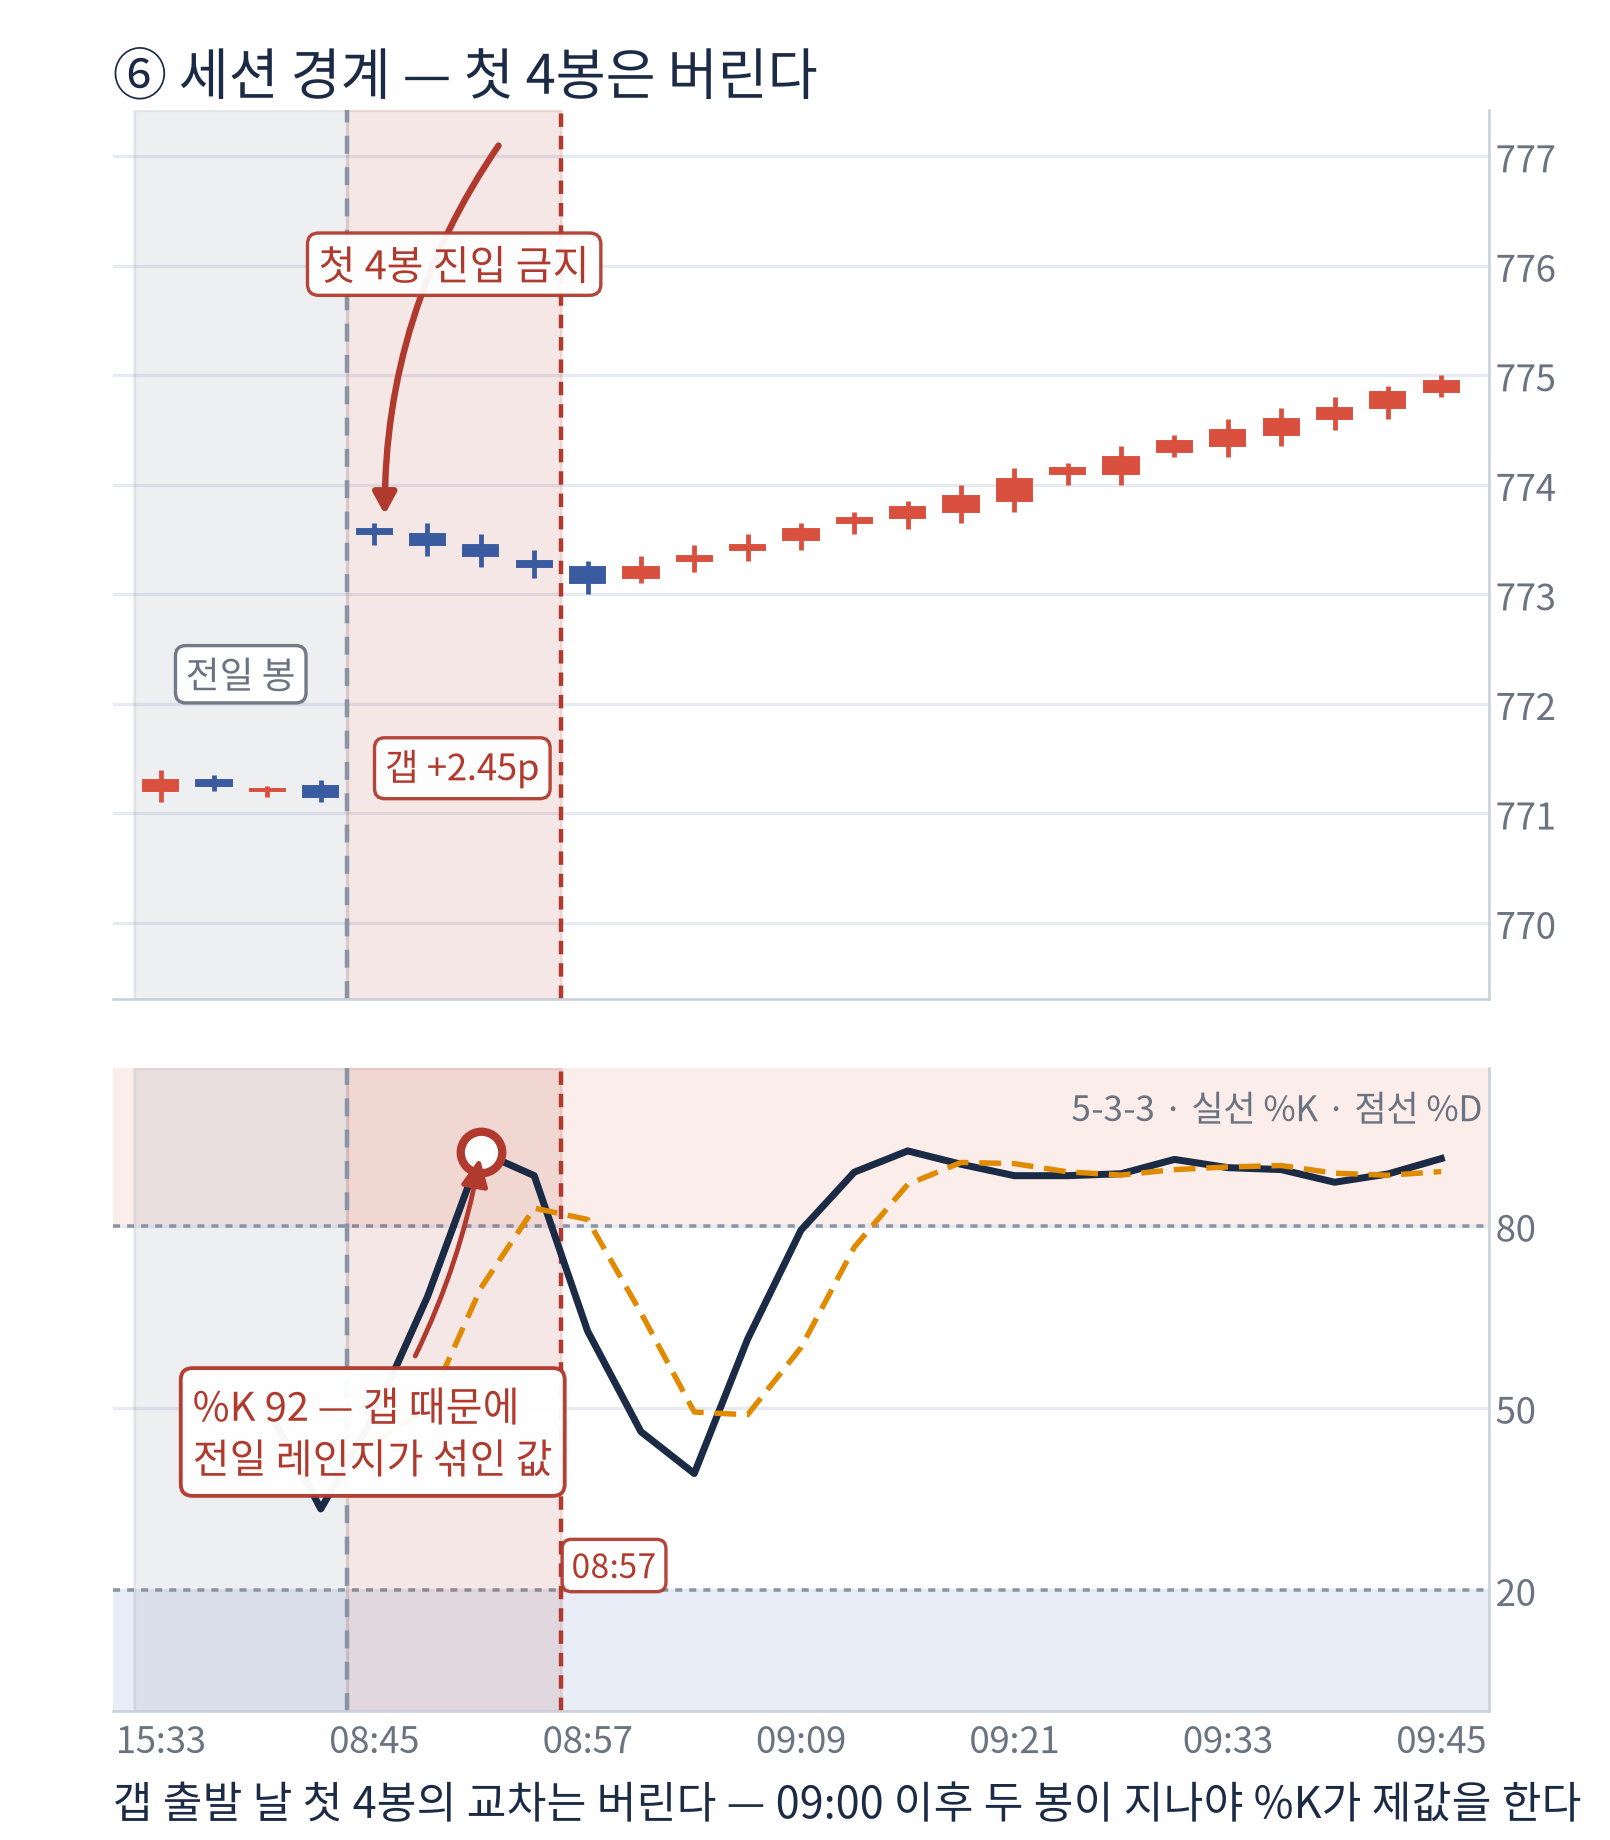 ⑥ 세션 경계 — 첫 4봉은 버린다
777
첫 4봉 진입 금지
776
775
774
773
전일 봉
772
갭 +2.45p
771
770
5-3-3 · 실선 %K · 점선 %D
80
%K 92 — 갭 때문에
전일 레인지가 섞인 값
50
08:57
20
15:33 08:45 08:57 09:09 09:21 09:33 09:45
갭 출발 날 첫 4봉의 교차는 버린다 — 09:00 이후 두 봉이 지나야 %K가 제값을 한다